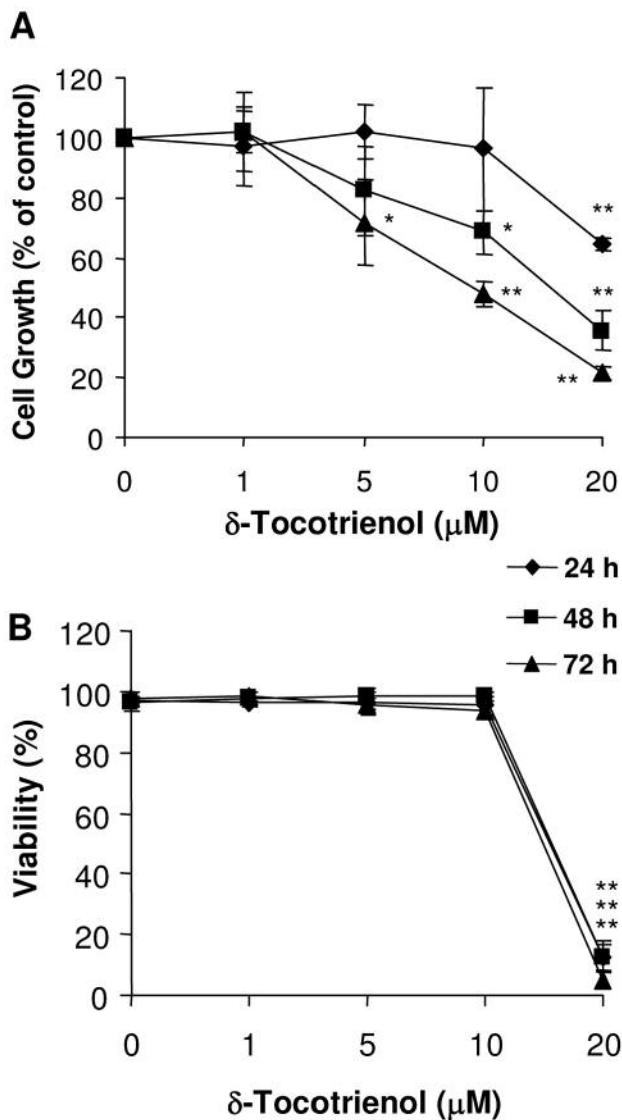 A
Cell Growth (% of control)
120
100
80
60
40
20
0
**
*
*
**
**
**
0 1 5 10 20
δ-Tocotrienol (μM)
24 h
48 h
72 h
B
Viability (%)
120
100
80
60
40
20
0
**
**
**
0 1 5 10 20
δ-Tocotrienol (μM)